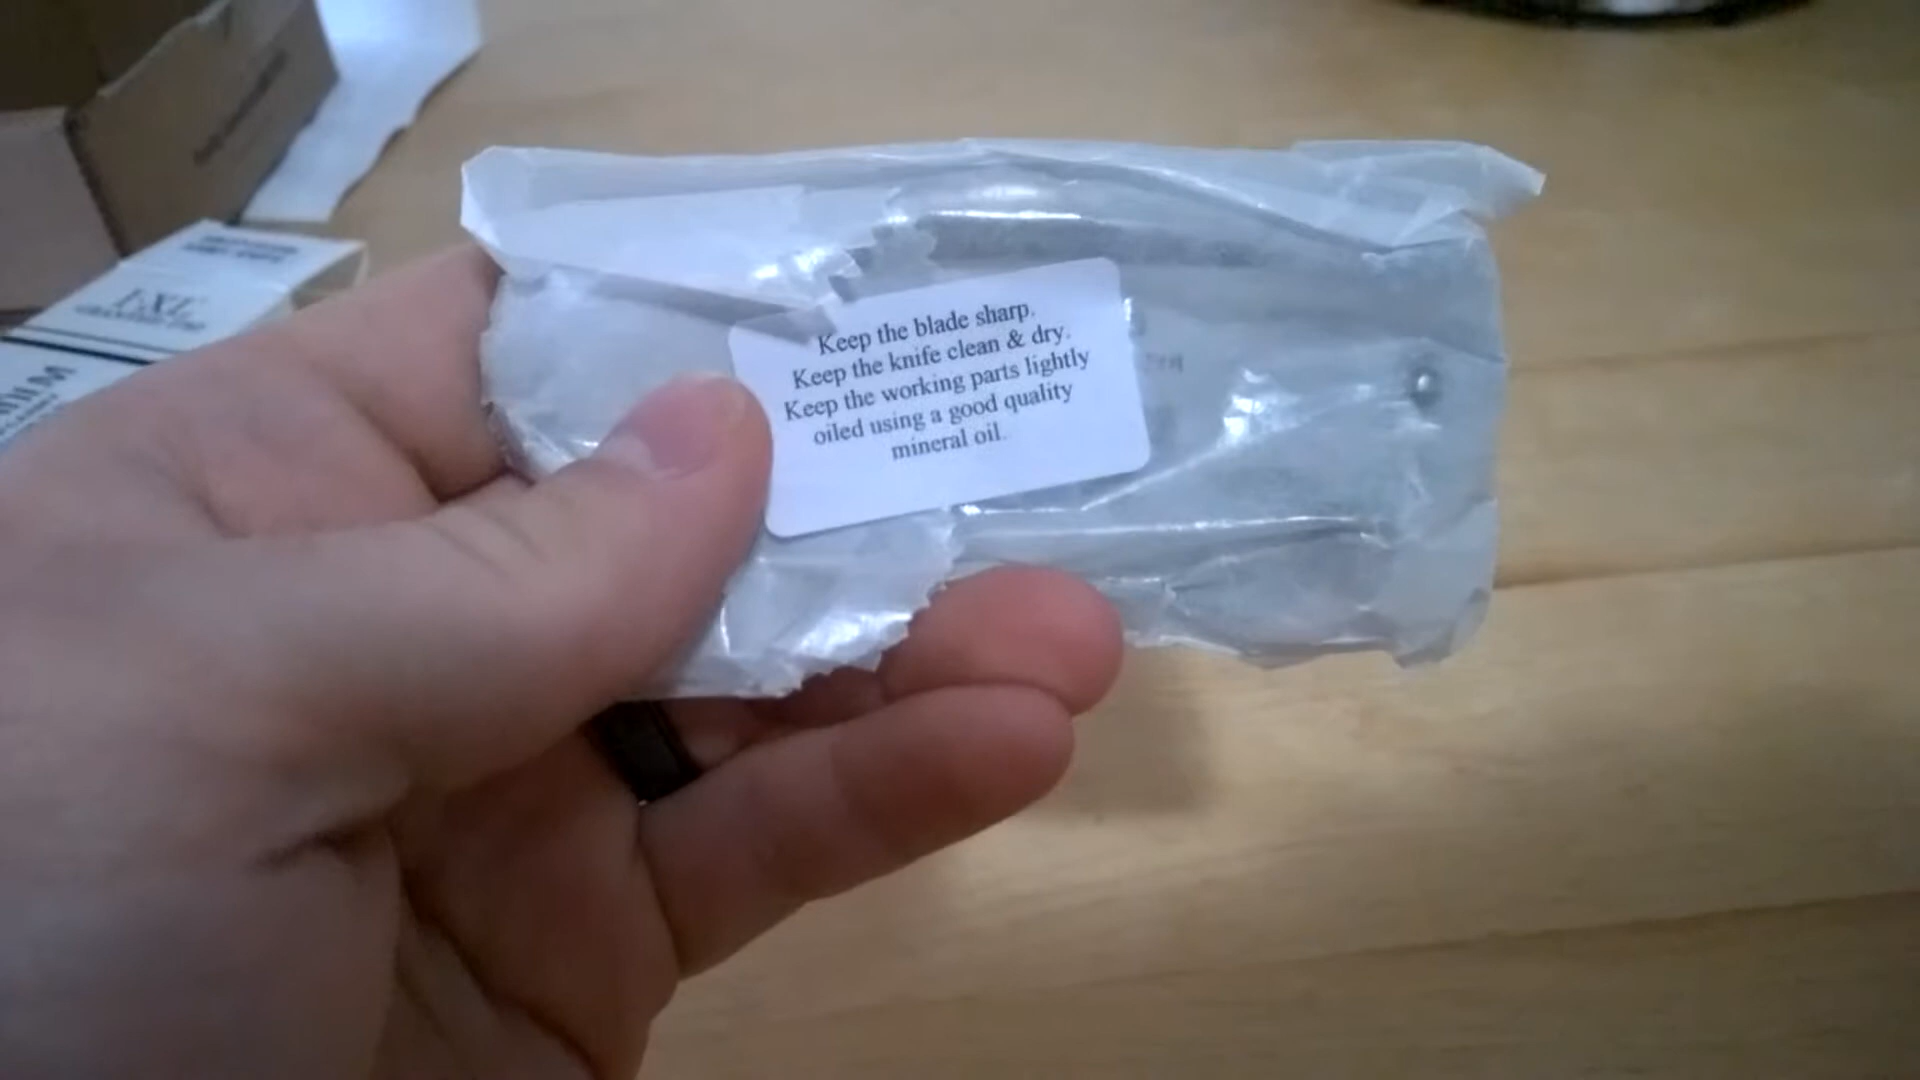 I·XL
Keep the blade sharp.
Keep the knife clean & dry.
Keep the working parts lightly
oiled using a good quality
mineral oil.